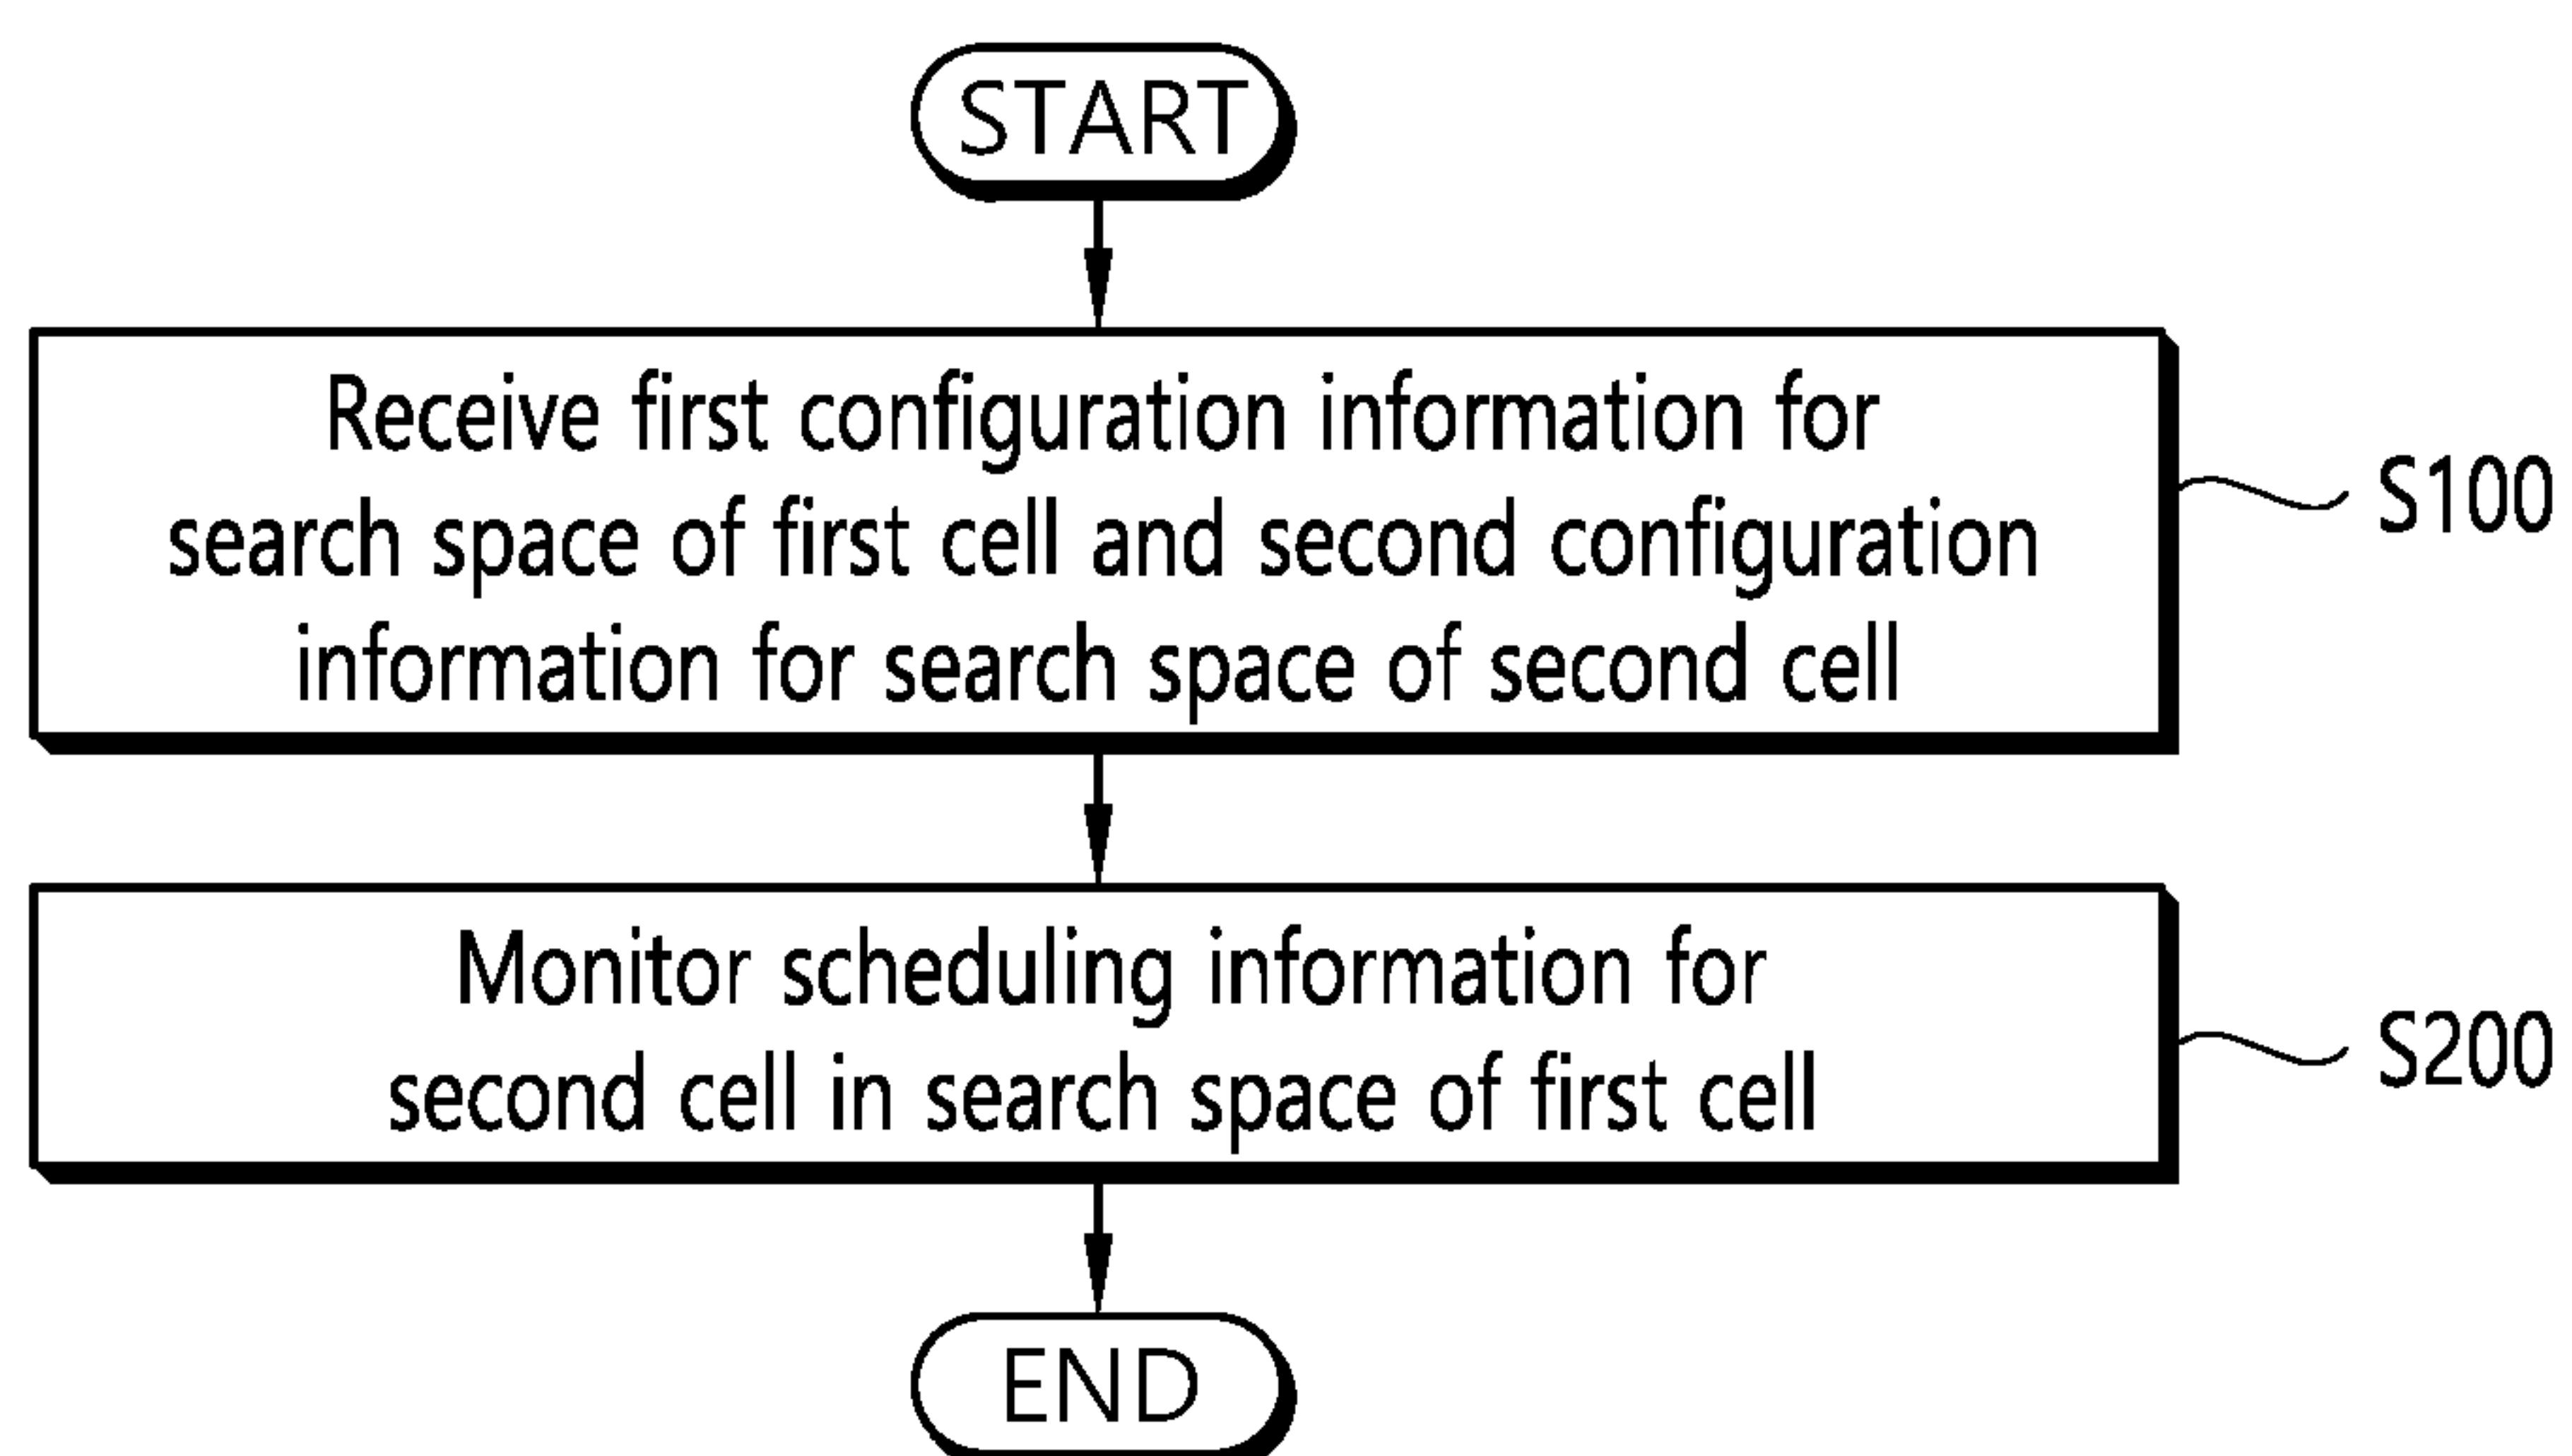 START
Receive first configuration information for
search space of first cell and second configuration
information for search space of second cell
S100
Monitor scheduling information for
second cell in search space of first cell
S200
END